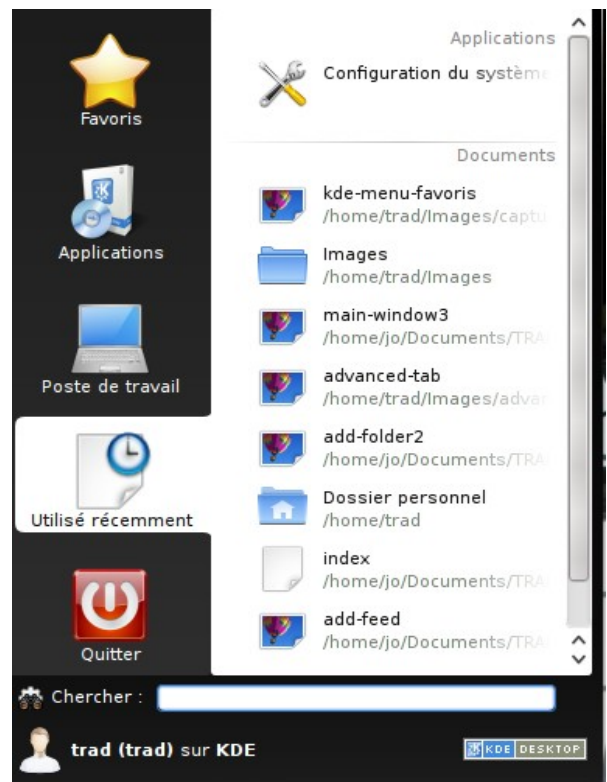 Favoris
Applications
Poste de travail
Utilisé récemment
Quitter
Applications
Configuration du système
Documents
kde-menu-favoris
/home/trad/Images/captu
Images
/home/trad/Images
main-window3
/home/jo/Documents/TRA
advanced-tab
/home/trad/Images/advan
add-folder2
/home/jo/Documents/TRA
Dossier personnel
/home/trad
index
/home/jo/Documents/TRA
add-feed
/home/jo/Documents/TRA
Chercher :
trad (trad) sur KDE
KDE DESKTOP